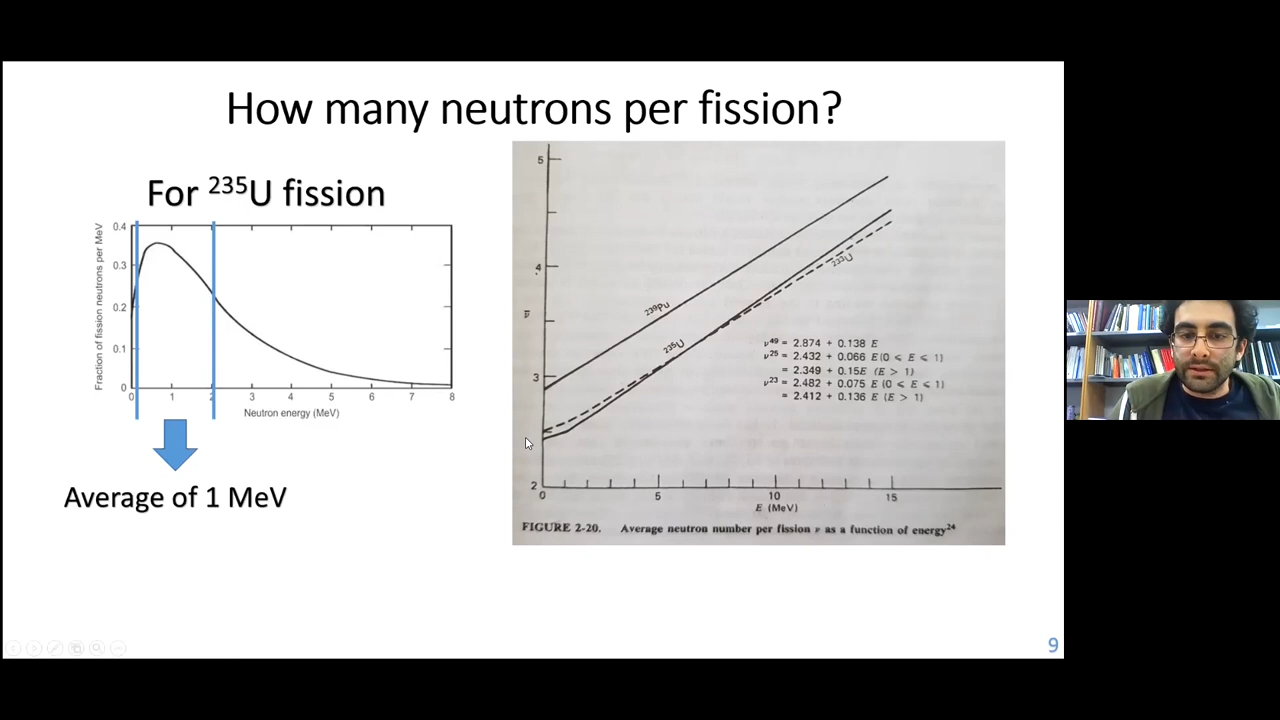 How many neutrons per fission?
For ²³⁵U fission
Fraction of fission neutrons per MeV
0.4
0.3
0.2
0.1
0
0 1 2 3 4 5 6 7 8
Neutron energy (MeV)
Average of 1 MeV
5
4
3
2
ν̄
²³⁹Pu
²³⁵U
²³³U
ν⁴⁹ = 2.874 + 0.138 E
ν²⁵ = 2.432 + 0.066 E(0 < E < 1)
= 2.349 + 0.15E (E > 1)
ν²³ = 2.482 + 0.075 E (0 < E < 1)
= 2.412 + 0.136 E (E > 1)
0 5 10 15
E (MeV)
FIGURE 2-20. Average neutron number per fission ν as a function of energy²⁴
9